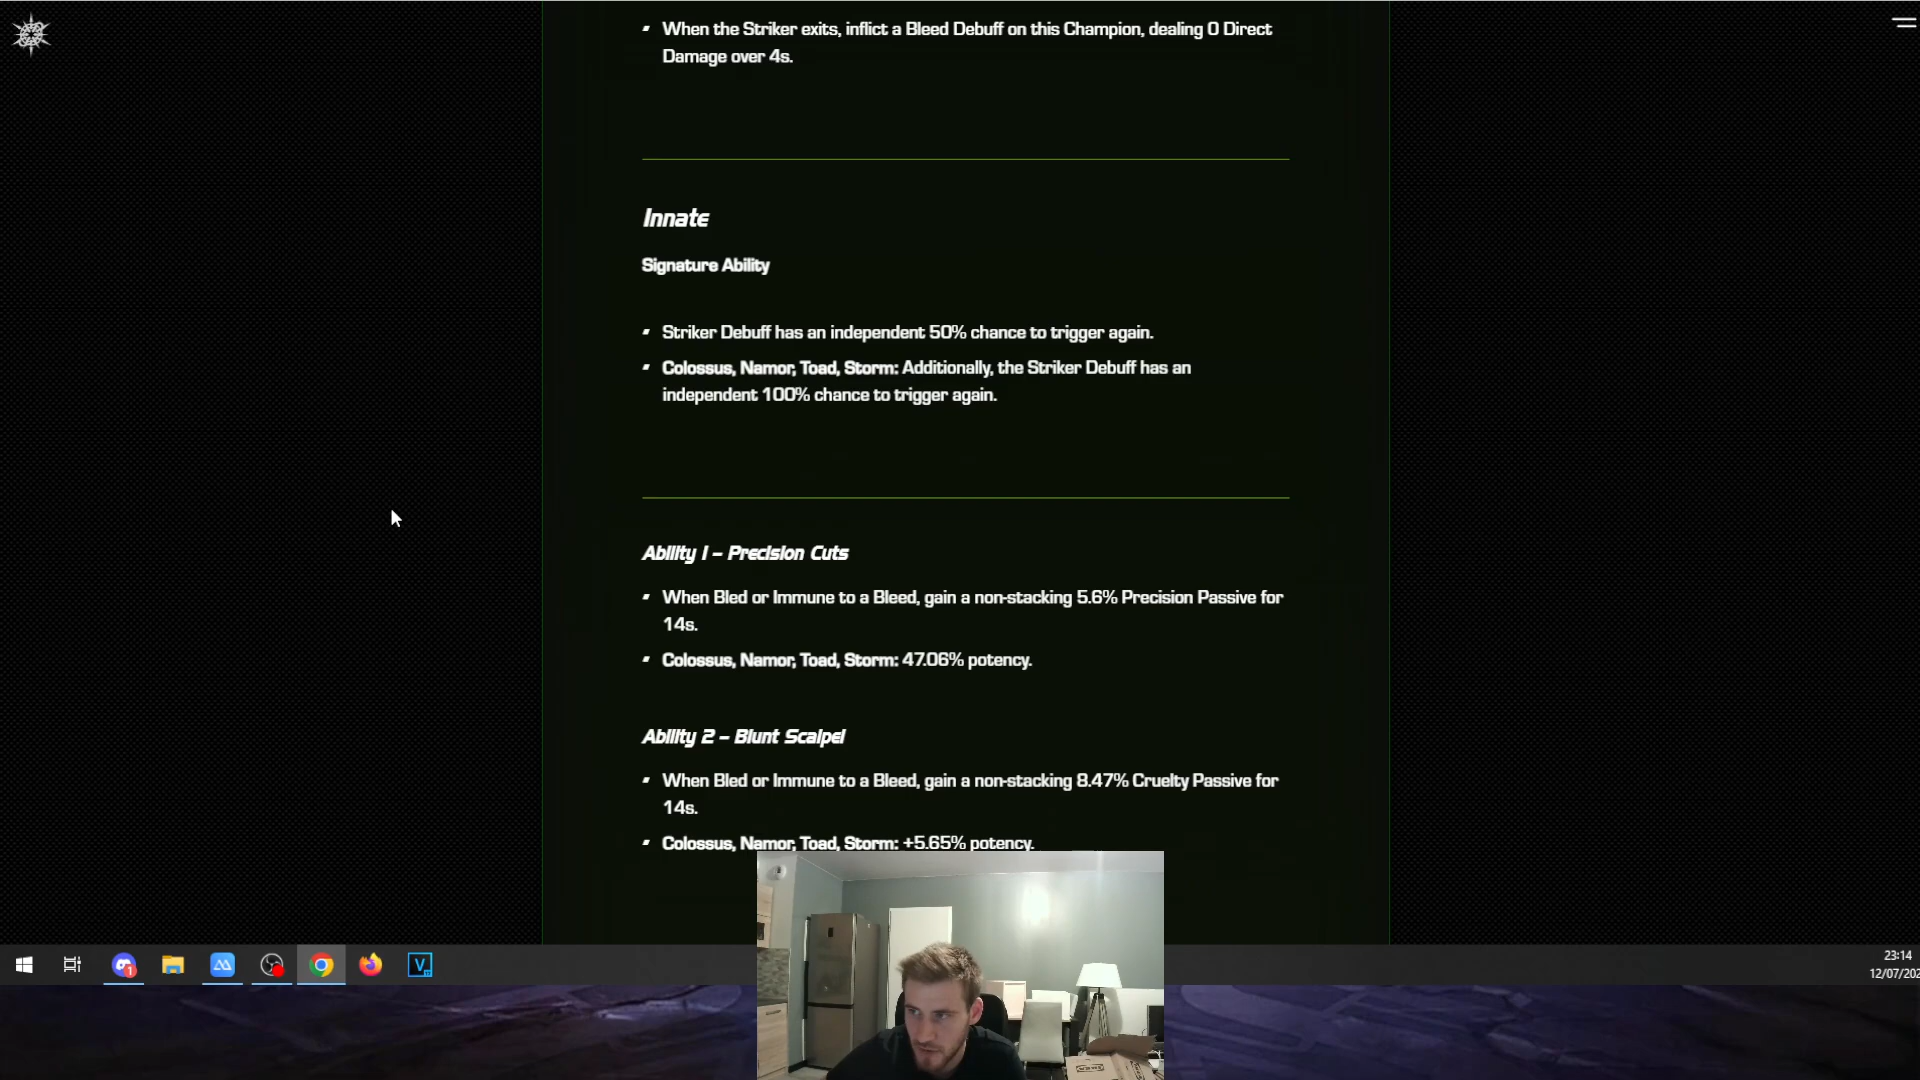 When the Striker exits, inflict a Bleed Debuff on this Champion, dealing 0 Direct
Damage over 4s.
Innate
Signature Ability
Striker Debuff has an independent 50% chance to trigger again.
Colossus, Namor, Toad, Storm: Additionally, the Striker Debuff has an
independent 100% chance to trigger again.
Ability 1 – Precision Cuts
When Bled or Immune to a Bleed, gain a non-stacking 5.6% Precision Passive for
14s.
Colossus, Namor, Toad, Storm: 47.06% potency.
Ability 2 – Blunt Scalpel
When Bled or Immune to a Bleed, gain a non-stacking 8.47% Cruelty Passive for
14s.
Colossus, Namor, Toad, Storm: +5.65% potency.
1
V
23:14
12/07/202